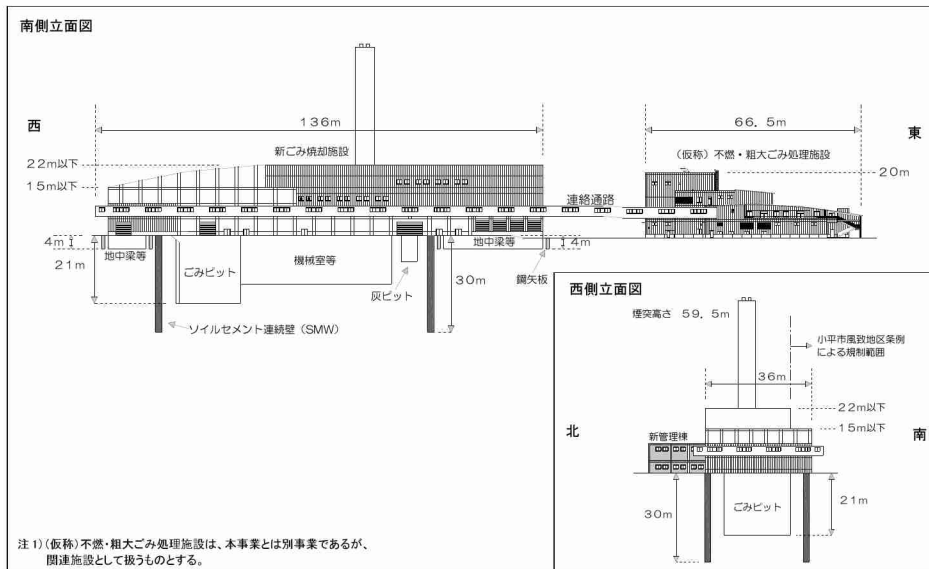 南側立面図
西
136m
66．5m
東
新ごみ焼却施設
（仮称）不燃・粗大ごみ処理施設
22m以下
20m
15m以下
連絡通路
4m
地中梁等
地中梁等
4m
21m
ごみピット
機械室等
30m
灰ピット
鋼矢板
ソイルセメント連続壁（SMW）
西側立面図
煙突高さ　59．5m
小平市風致地区条例
による規制範囲
36m
22m以下
15m以下
北
南
新管理棟
30m
ごみピット
21m
注1）（仮称）不燃・粗大ごみ処理施設は、本事業とは別事業であるが、
関連施設として扱うものとする。